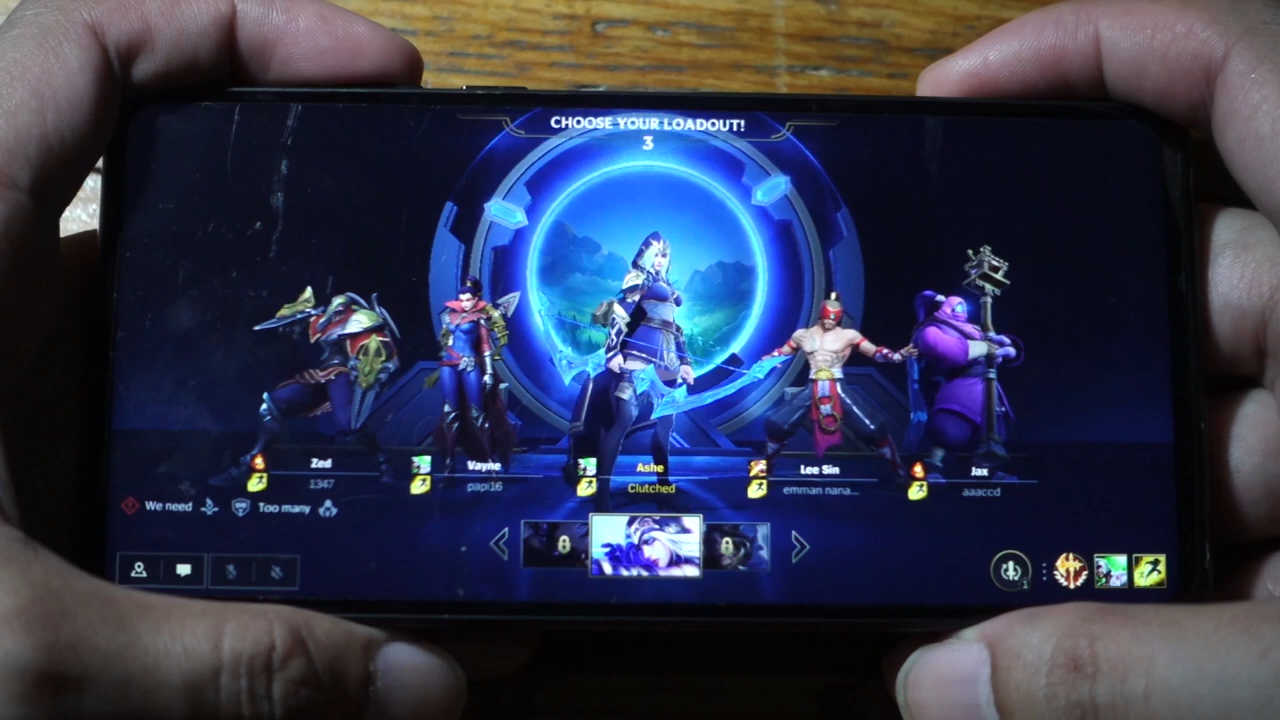 CHOOSE YOUR LOADOUT!
3
Zed
1347
Vayne
papi16
Ashe
Clutched
Lee Sin
emman nana...
Jax
aaaccd
We need
Too many
1